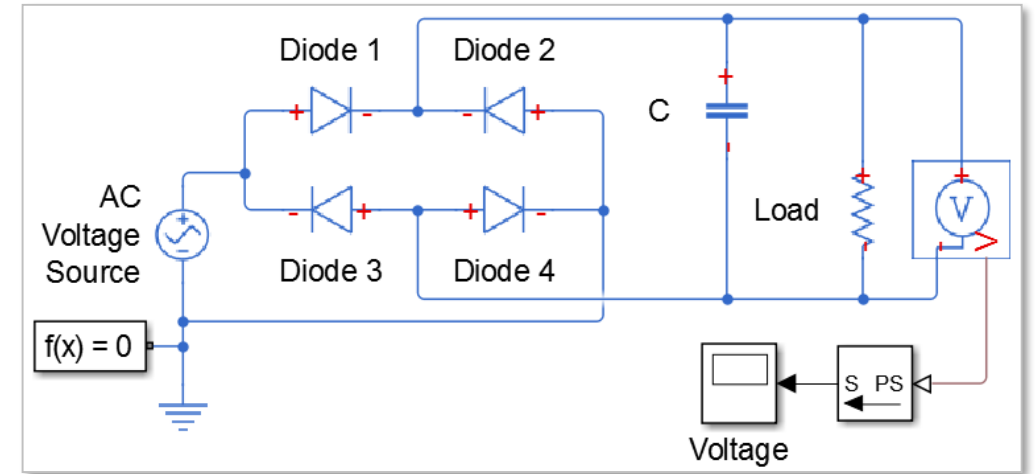 Diode 1
Diode 2
C
AC
Voltage
Source
Load
V
Diode 3
Diode 4
f(x) = 0
S PS
Voltage